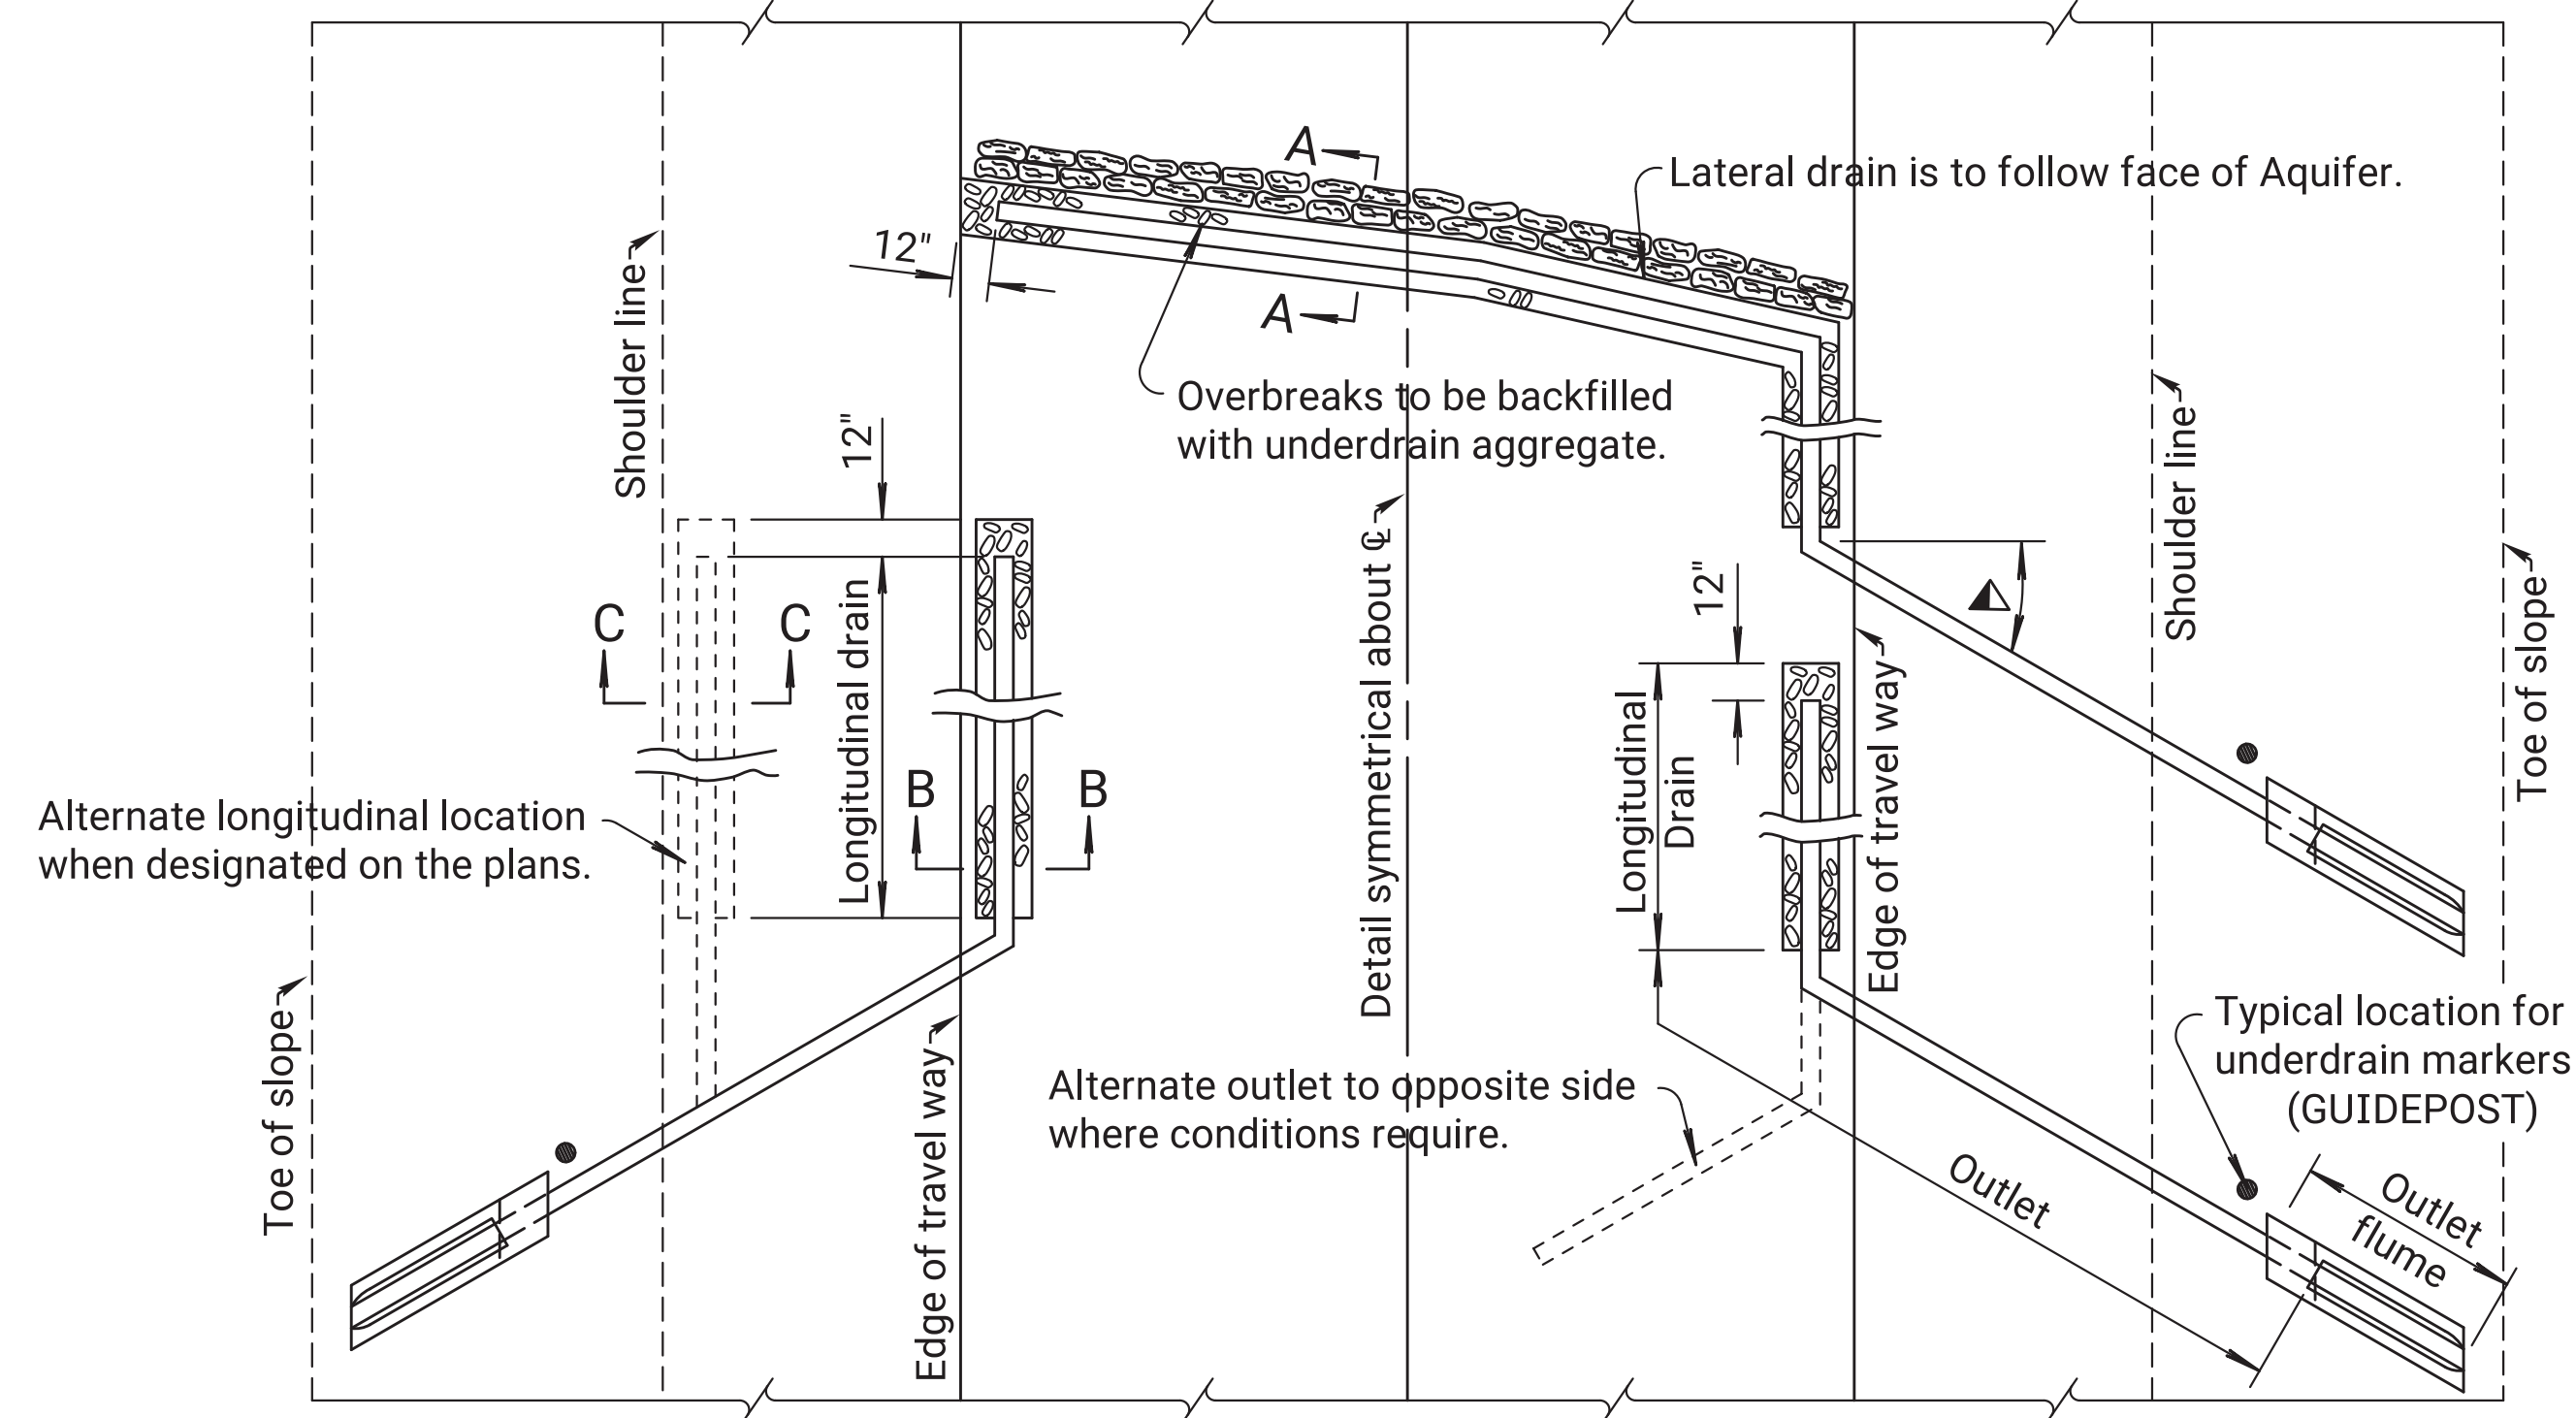 A
Lateral drain is to follow face of Aquifer.
12"
A
Shoulder line
Overbreaks to be backfilled
with underdrain aggregate.
12"
Shoulder line
Detail symmetrical about ℄
12"
Toe of slope
C
C
Longitudinal drain
Longitudinal
Drain
Edge of travel way
B
B
Alternate longitudinal location
when designated on the plans.
Toe of slope
Edge of travel way
Alternate outlet to opposite side
where conditions require.
Typical location for
underdrain markers
(GUIDEPOST)
Outlet
Outlet
flume